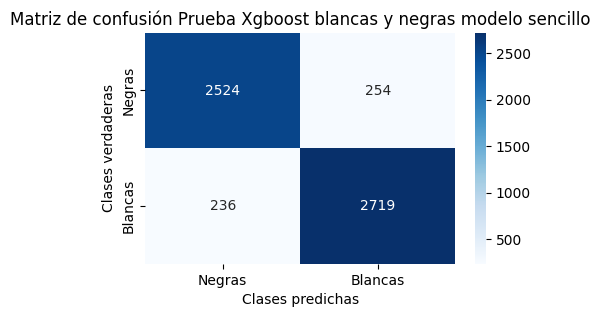 Matriz de confusión Prueba Xgboost blancas y negras modelo sencillo
Clases verdaderas
Negras
Blancas
2524
254
236
2719
Negras
Blancas
Clases predichas
2500
2000
1500
1000
500